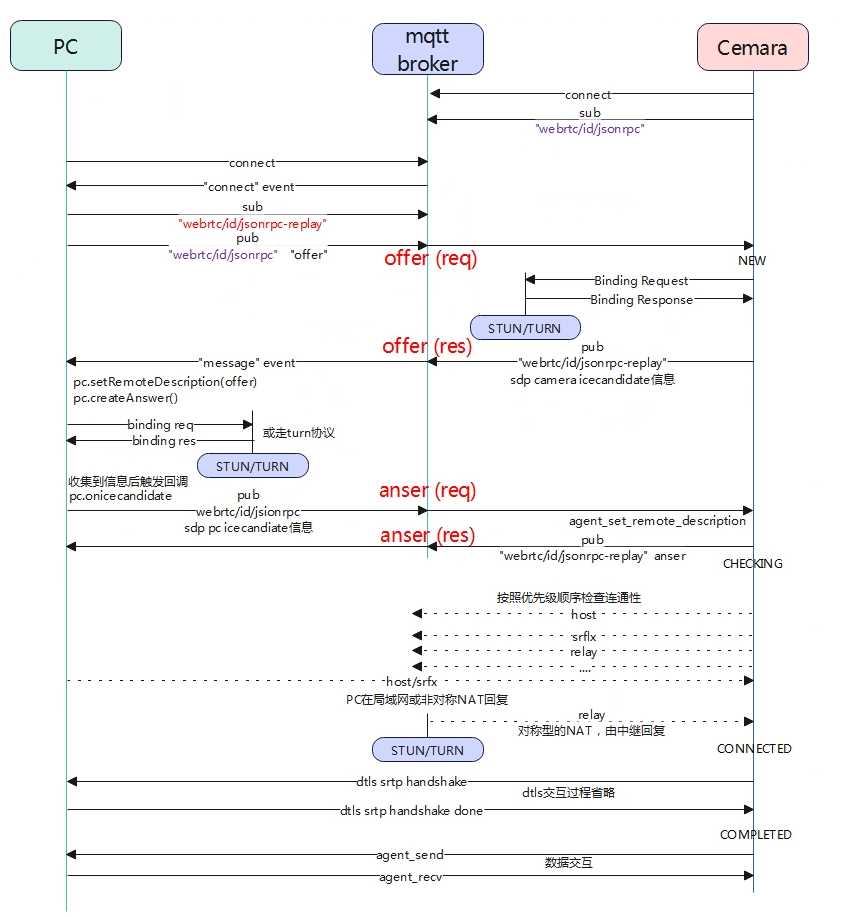 PC
mqtt
broker
Cemara
connect
sub
"webrtc/id/jsonrpc"
connect
"connect" event
sub
"webrtc/id/jsonrpc-replay"
pub
"webrtc/id/jsonrpc" "offer"
offer (req)
NEW
Binding Request
Binding Response
STUN/TURN
offer (res)
pub
"message" event
"webrtc/id/jsonrpc-replay"
sdp camera icecandidate信息
pc.setRemoteDescription(offer)
pc.createAnswer()
binding req
或走turn协议
binding res
STUN/TURN
收集到信息后触发回调
pc.onicecandidate
pub
anser (req)
webrtc/id/jsionrpc
sdp pc icecandiate信息
agent_set_remote_description
anser (res)
pub
"webrtc/id/jsonrpc-replay" anser
CHECKING
按照优先级顺序检查连通性
host
srflx
relay
....
host/srfx
PC在局域网或非对称NAT回复
relay
对称型的NAT，由中继回复
STUN/TURN
CONNECTED
dtls srtp handshake
dtls交互过程省略
dtls srtp handshake done
COMPLETED
agent_send
数据交互
agent_recv